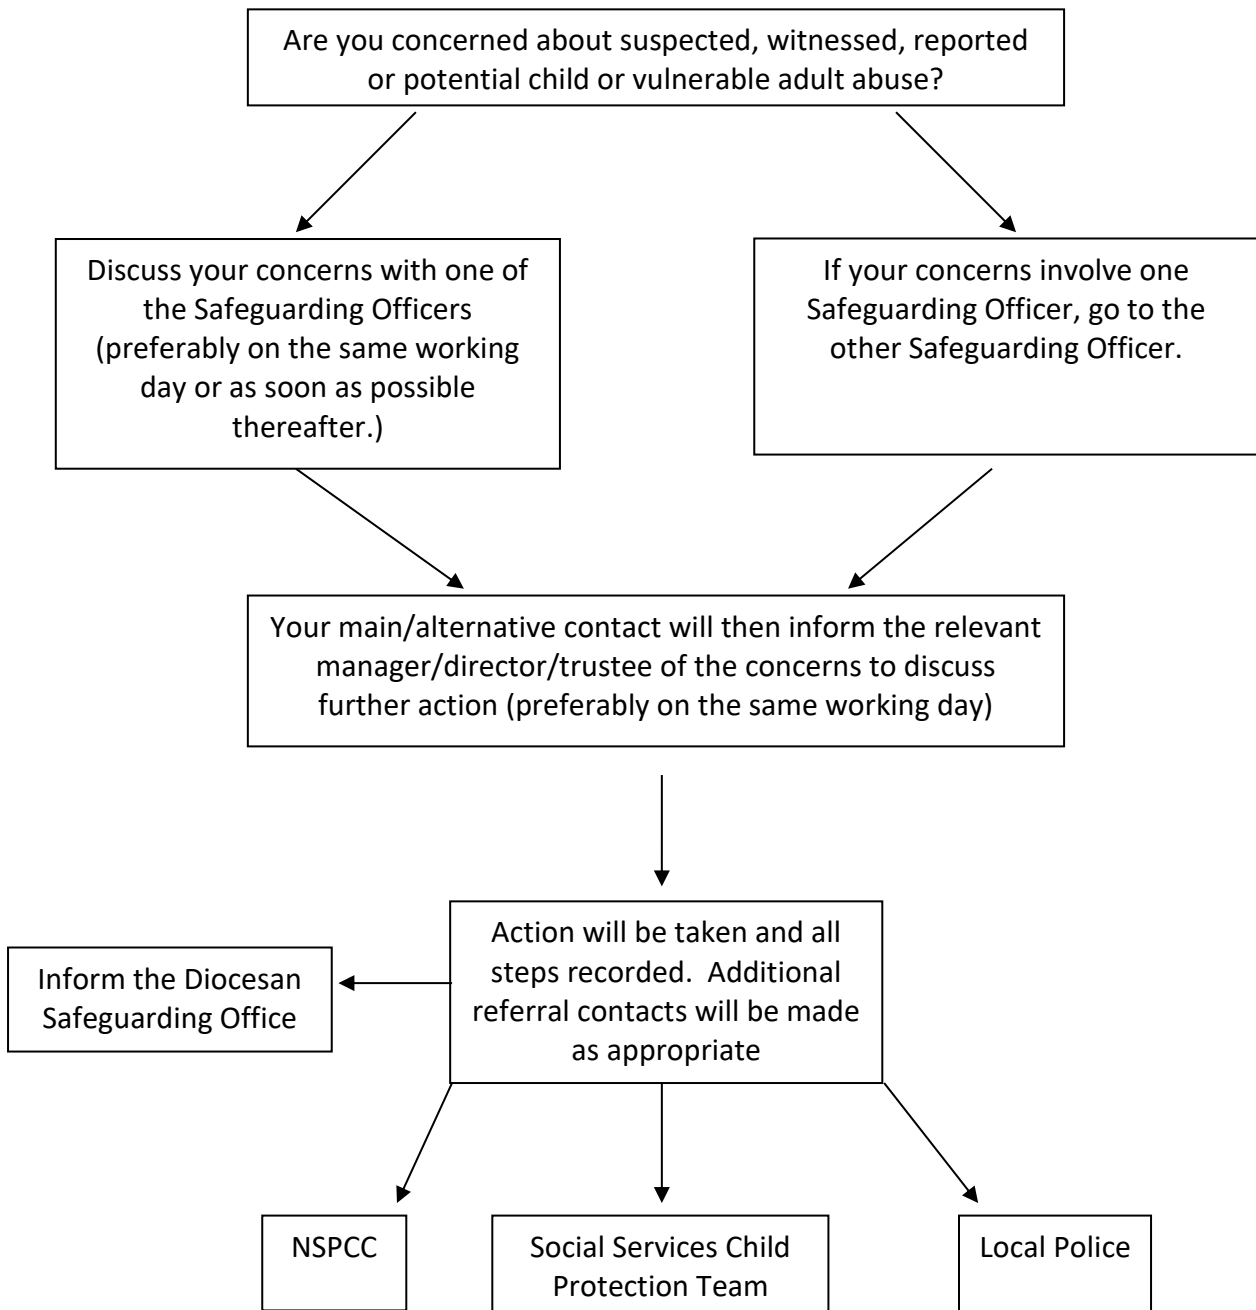 Are you concerned about suspected, witnessed, reported
or potential child or vulnerable adult abuse?
Discuss your concerns with one of
the Safeguarding Officers
(preferably on the same working
day or as soon as possible
thereafter.)
If your concerns involve one
Safeguarding Officer, go to the
other Safeguarding Officer.
Your main/alternative contact will then inform the relevant
manager/director/trustee of the concerns to discuss
further action (preferably on the same working day)
Action will be taken and all
steps recorded.  Additional
referral contacts will be made
as appropriate
Inform the Diocesan
Safeguarding Office
NSPCC
Social Services Child
Protection Team
Local Police